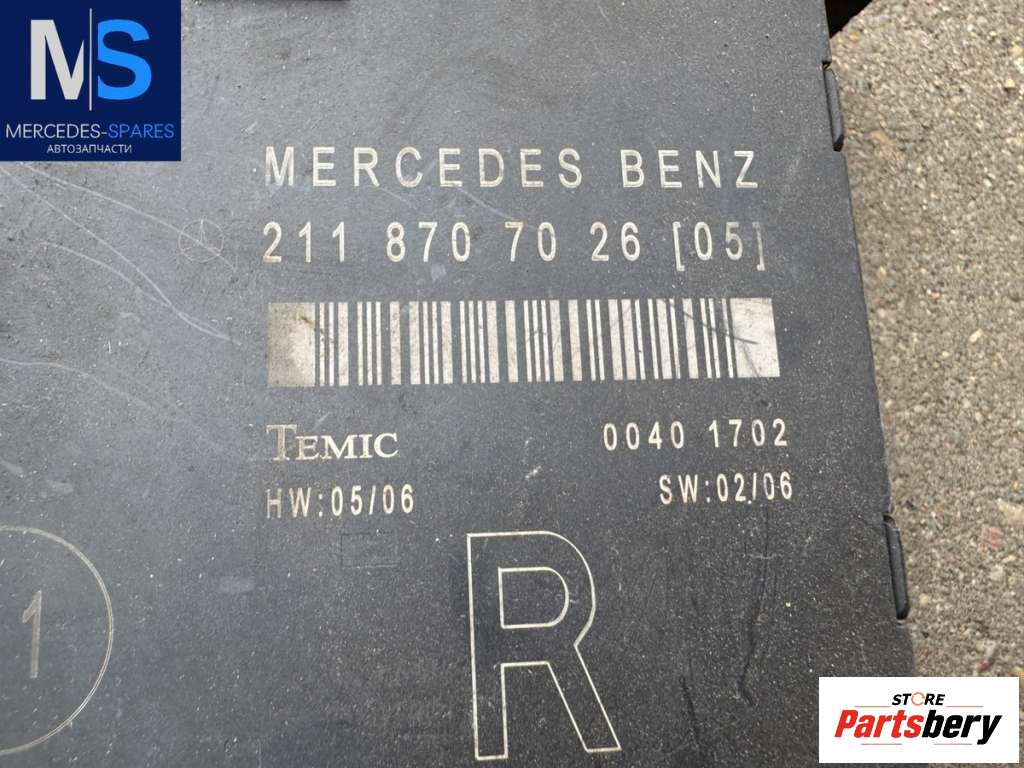 MS
MERCEDES-SPARES
АВТОЗАПЧАСТИ
MERCEDES BENZ
211 870 70 26 [05]
TEMIC 0040 1702
HW:05/06 SW:02/06
1
R
STORE
Partsbery